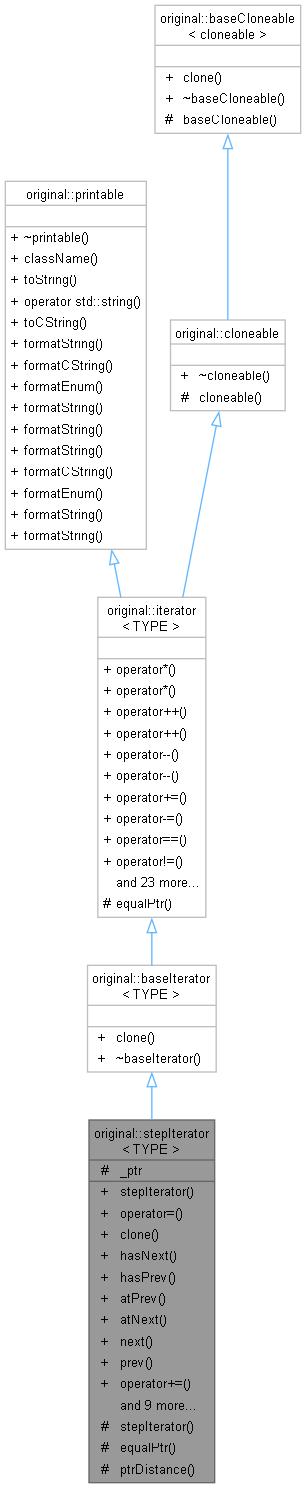 original::baseCloneable
< cloneable >
+ clone()
+ ~baseCloneable()
# baseCloneable()
original::printable
+ ~printable()
+ className()
+ toString()
+ operator std::string()
+ toCString()
+ formatString()
+ formatCString()
+ formatEnum()
+ formatString()
+ formatString()
+ formatString()
+ formatCString()
+ formatEnum()
+ formatString()
+ formatString()
original::cloneable
+ ~cloneable()
# cloneable()
original::iterator
< TYPE >
+ operator*()
+ operator*()
+ operator++()
+ operator++()
+ operator--()
+ operator--()
+ operator+=()
+ operator-=()
+ operator==()
+ operator!=()
and 23 more...
# equalPtr()
original::baseIterator
< TYPE >
+ clone()
+ ~baseIterator()
original::stepIterator
< TYPE >
# _ptr
+ stepIterator()
+ operator=()
+ clone()
+ hasNext()
+ hasPrev()
+ atPrev()
+ atNext()
+ next()
+ prev()
+ operator+=()
and 9 more...
# stepIterator()
# equalPtr()
# ptrDistance()